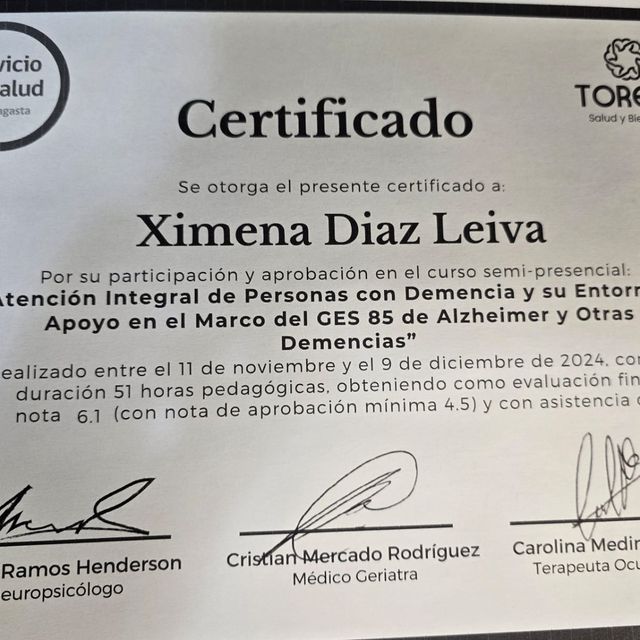 vicio
alud
agasta
TORE
Salud y Bie
Certificado
Se otorga el presente certificado a:
Ximena Diaz Leiva
Por su participación y aprobación en el curso semi-presencial:
Atención Integral de Personas con Demencia y su Entorn
Apoyo en el Marco del GES 85 de Alzheimer y Otras
Demencias”
ealizado entre el 11 de noviembre y el 9 de diciembre de 2024, con
duración 51 horas pedagógicas, obteniendo como evaluación fin
nota 6.1 (con nota de aprobación mínima 4.5) y con asistencia
Ramos Henderson
europsicólogo
Cristian Mercado Rodríguez
Médico Geriatra
Carolina Medin
Terapeuta Ocu